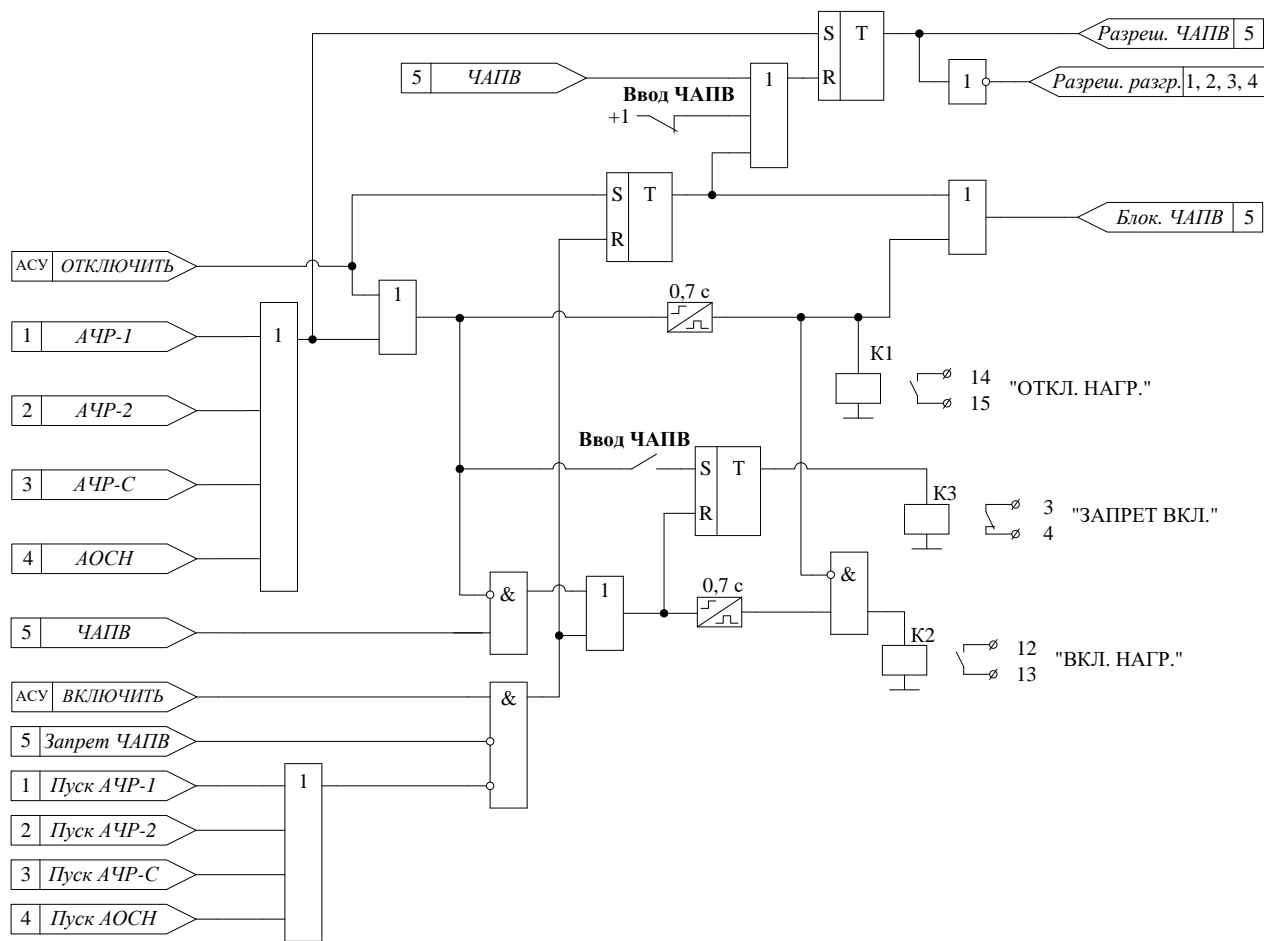 S T
Разреш. ЧАПВ 5
5 ЧАПВ
R
1
1
Разреш. разгр. 1, 2, 3, 4
Ввод ЧАПВ
+1
S T
1
R
Блок. ЧАПВ 5
АСУ ОТКЛЮЧИТЬ
1
0,7 с
1 АЧР-1
1
К1
14
15
"ОТКЛ. НАГР."
2 АЧР-2
Ввод ЧАПВ
S T
3 АЧР-С
R
К3
3
4
"ЗАПРЕТ ВКЛ."
4 АОСН
&
1
0,7 с
&
5 ЧАПВ
К2
12
13
"ВКЛ. НАГР."
АСУ ВКЛЮЧИТЬ
&
5 Запрет ЧАПВ
1 Пуск АЧР-1
1
2 Пуск АЧР-2
3 Пуск АЧР-С
4 Пуск АОСН